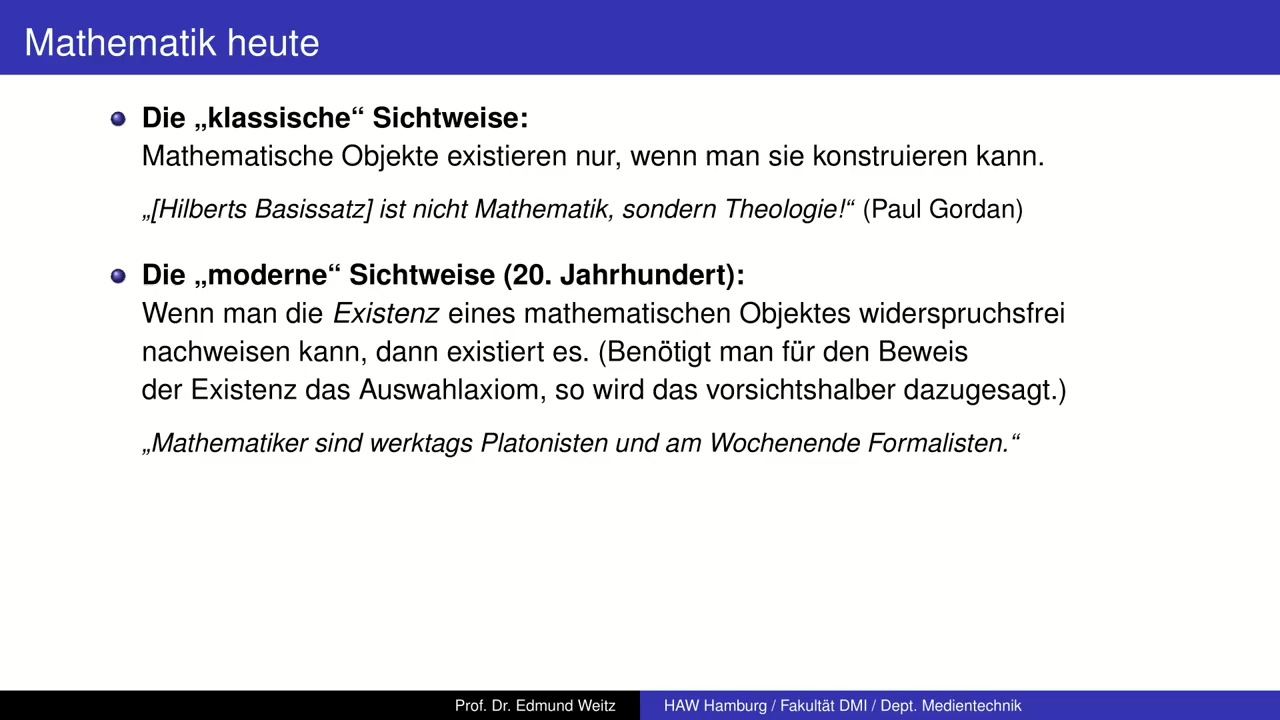 Mathematik heute
Die „klassische“ Sichtweise:
Mathematische Objekte existieren nur, wenn man sie konstruieren kann.
„[Hilberts Basissatz] ist nicht Mathematik, sondern Theologie!“ (Paul Gordan)
Die „moderne“ Sichtweise (20. Jahrhundert):
Wenn man die Existenz eines mathematischen Objektes widerspruchsfrei
nachweisen kann, dann existiert es. (Benötigt man für den Beweis
der Existenz das Auswahlaxiom, so wird das vorsichtshalber dazugesagt.)
„Mathematiker sind werktags Platonisten und am Wochenende Formalisten.“
Prof. Dr. Edmund Weitz
HAW Hamburg / Fakultät DMI / Dept. Medientechnik